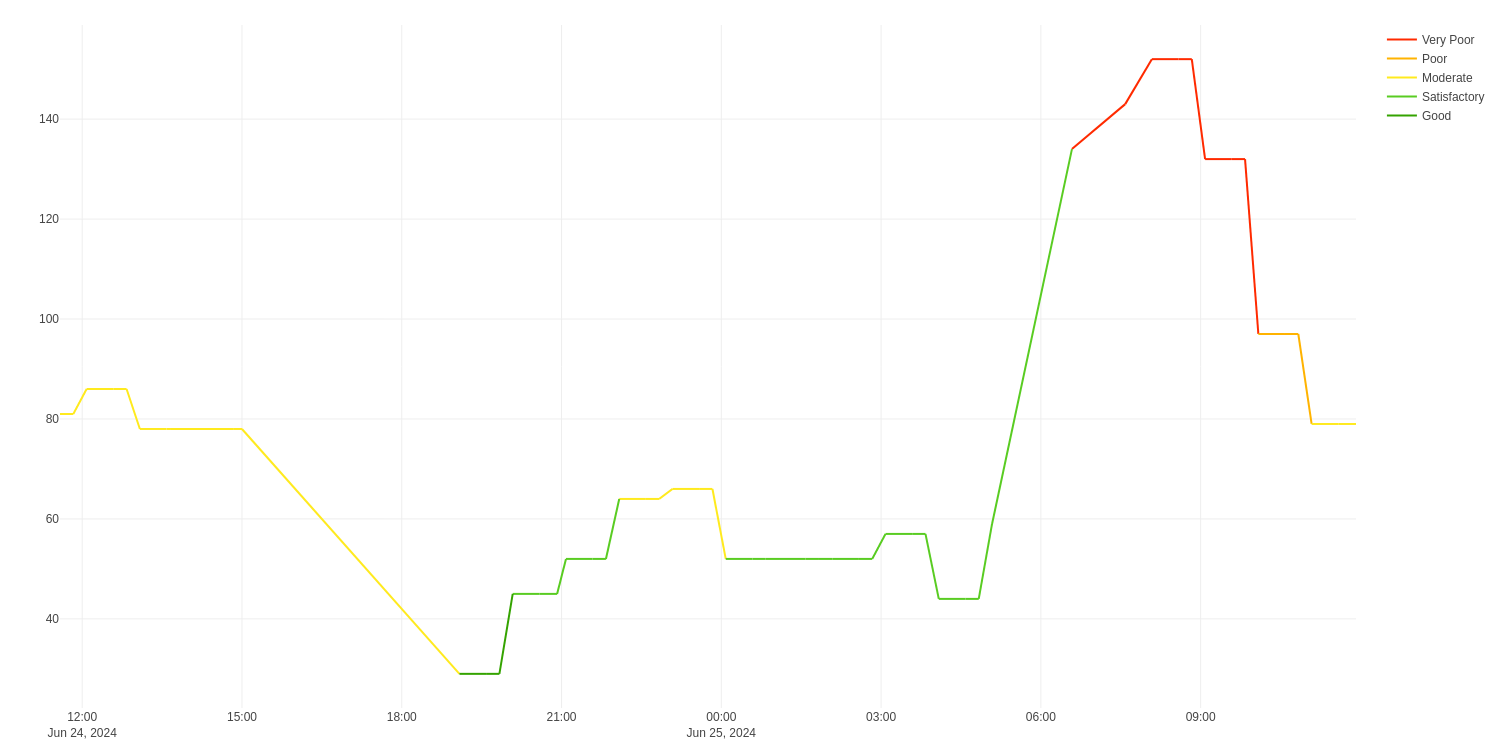 140
120
100
80
60
40
12:00
Jun 24, 2024
15:00
18:00
21:00
00:00
Jun 25, 2024
03:00
06:00
09:00
Very Poor
Poor
Moderate
Satisfactory
Good